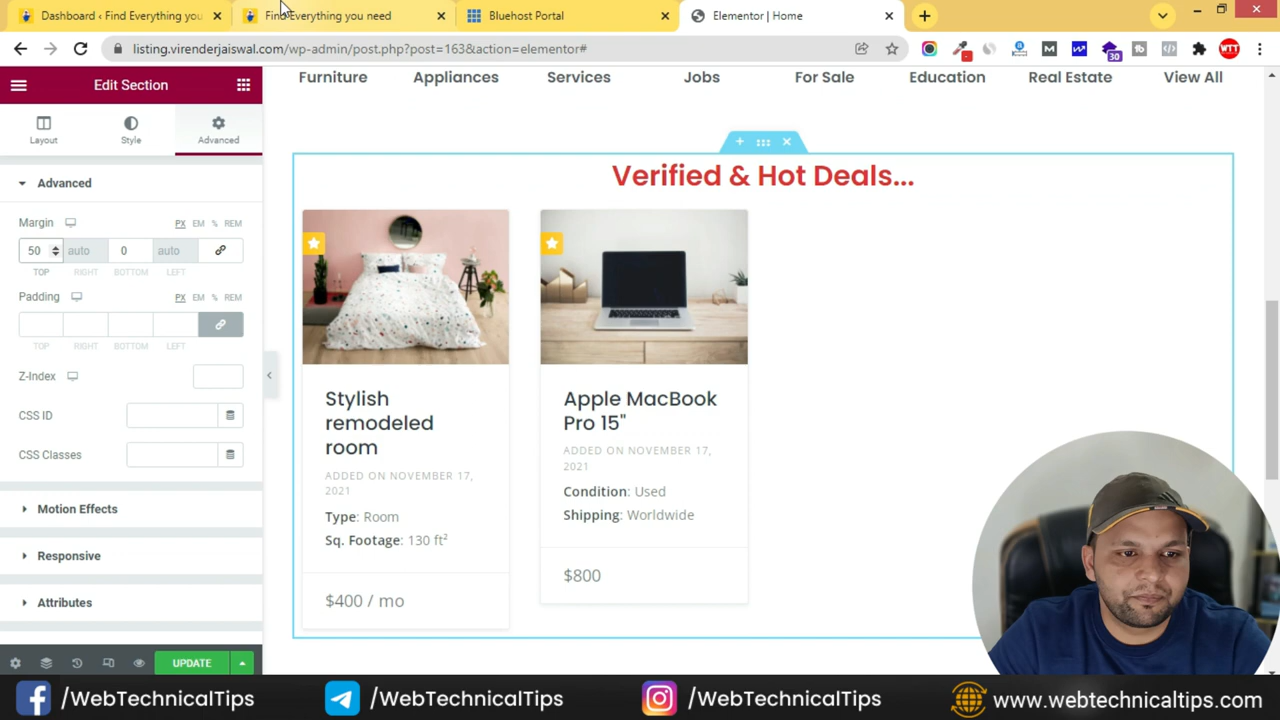 Dashboard ‹ Find Everything you
Find Everything you need
Bluehost Portal
Elementor | Home
listing.virenderjaiswal.com/wp-admin/post.php?post=163&action=elementor#
30
WTT
Edit Section
Layout
Style
Advanced
Advanced
Margin
PX EM % REM
50 auto 0 auto
TOP RIGHT BOTTOM LEFT
Padding
PX EM % REM
TOP RIGHT BOTTOM LEFT
Z-Index
CSS ID
CSS Classes
Motion Effects
Responsive
Attributes
UPDATE
Furniture Appliances Services Jobs For Sale Education Real Estate View All
Verified & Hot Deals...
Stylish
remodeled
room
ADDED ON NOVEMBER 17,
2021
Type: Room
Sq. Footage: 130 ft²
$400 / mo
Apple MacBook
Pro 15"
ADDED ON NOVEMBER 17,
2021
Condition: Used
Shipping: Worldwide
$800
/WebTechnicalTips /WebTechnicalTips /WebTechnicalTips www.webtechnicaltips.com